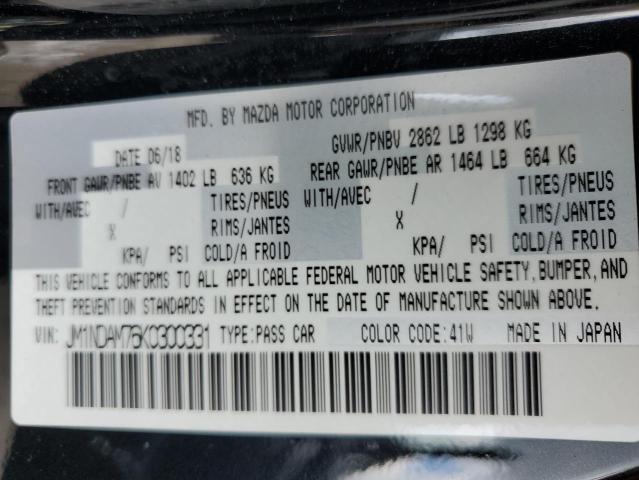 MFD. BY MAZDA MOTOR CORPORATION
DATE 06/18 GVWR/PNBV 2862 LB 1298 KG
FRONT GAWR/PNBE AV 1402 LB 636 KG REAR GAWR/PNBE AR 1464 LB 664 KG
WITH/AVEC / TIRES/PNEUS WITH/AVEC / TIRES/PNEUS
X RIMS/JANTES X RIMS/JANTES
KPA/ PSI COLD/A FROID KPA/ PSI COLD/A FROID
THIS VEHICLE CONFORMS TO ALL APPLICABLE FEDERAL MOTOR VEHICLE SAFETY, BUMPER, AND
THEFT PREVENTION STANDARDS IN EFFECT ON THE DATE OF MANUFACTURE SHOWN ABOVE.
VIN: JM1NDAM76K0300331 TYPE:PASS CAR COLOR CODE:41W MADE IN JAPAN